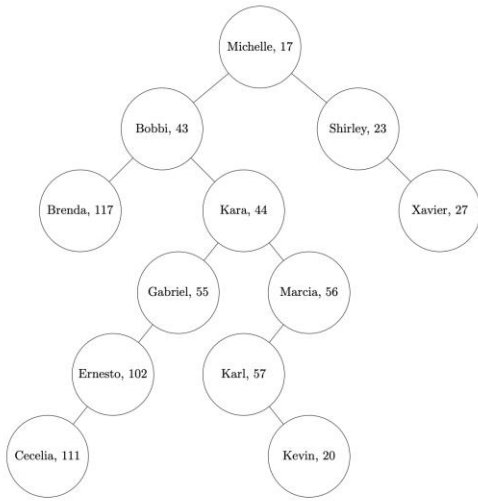 Michelle, 17
Bobbi, 43
Shirley, 23
Brenda, 117
Kara, 44
Xavier, 27
Gabriel, 55
Marcia, 56
Ernesto, 102
Karl, 57
Cecelia, 111
Kevin, 20